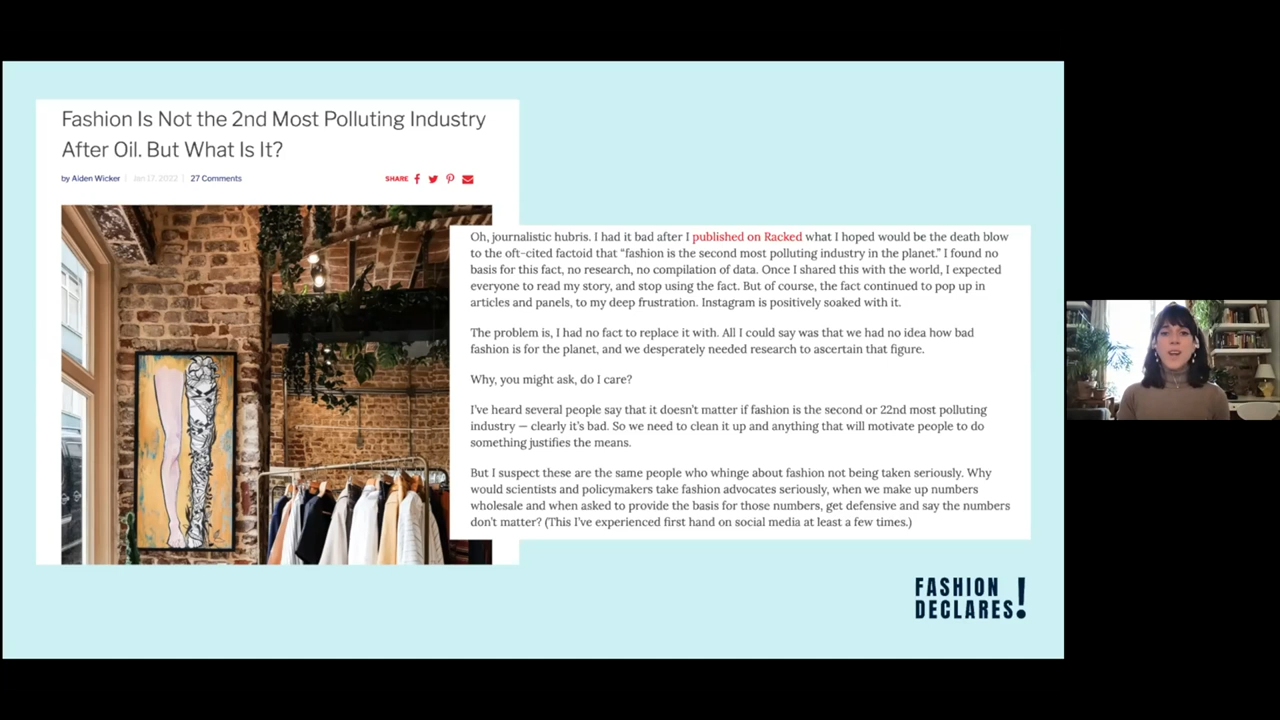 Fashion Is Not the 2nd Most Polluting Industry
After Oil. But What Is It?
by Alden Wicker | Jan 17, 2022 | 27 Comments
SHARE
Oh, journalistic hubris. I had it bad after I published on Racked what I hoped would be the death blow
to the oft-cited factoid that “fashion is the second most polluting industry in the planet.” I found no
basis for this fact, no research, no compilation of data. Once I shared this with the world, I expected
everyone to read my story, and stop using the fact. But of course, the fact continued to pop up in
articles and panels, to my deep frustration. Instagram is positively soaked with it.
The problem is, I had no fact to replace it with. All I could say was that we had no idea how bad
fashion is for the planet, and we desperately needed research to ascertain that figure.
Why, you might ask, do I care?
I’ve heard several people say that it doesn’t matter if fashion is the second or 22nd most polluting
industry — clearly it’s bad. So we need to clean it up and anything that will motivate people to do
something justifies the means.
But I suspect these are the same people who whinge about fashion not being taken seriously. Why
would scientists and policymakers take fashion advocates seriously, when we make up numbers
wholesale and when asked to provide the basis for those numbers, get defensive and say the numbers
don’t matter? (This I’ve experienced first hand on social media at least a few times.)
FASHION
DECLARES!